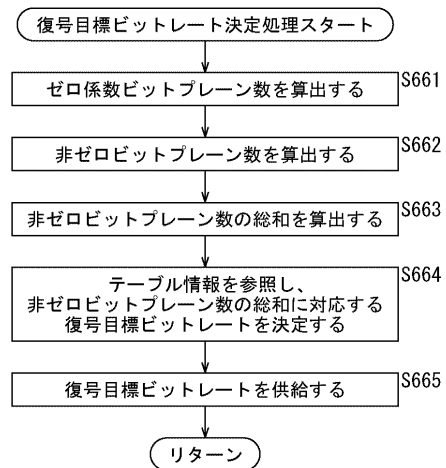 復号目標ビットレート決定処理スタート
ゼロ係数ビットプレーン数を算出する
S661
非ゼロビットプレーン数を算出する
S662
非ゼロビットプレーン数の総和を算出する
S663
テーブル情報を参照し、
非ゼロビットプレーン数の総和に対応する
復号目標ビットレートを決定する
S664
復号目標ビットレートを供給する
S665
リターン